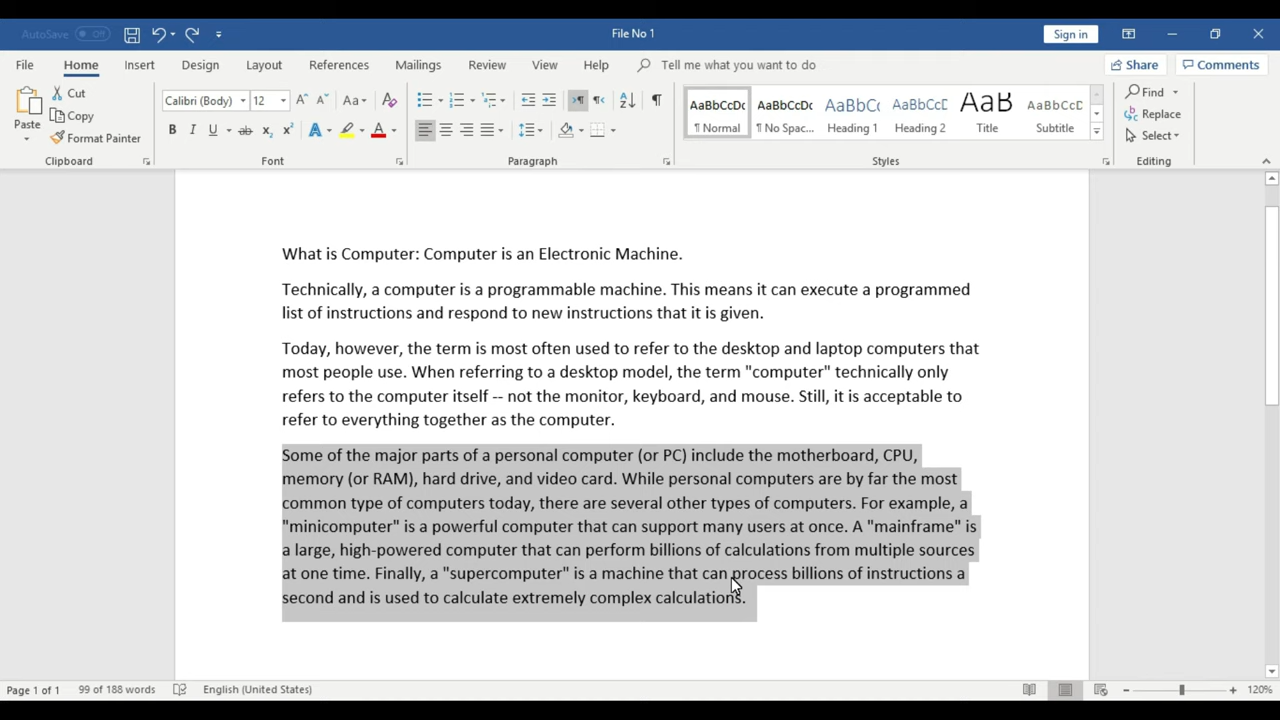 AutoSave Off
File No 1
Sign in
File Home Insert Design Layout References Mailings Review View Help Tell me what you want to do Share Comments
Paste
Cut
Copy
Format Painter
Clipboard
Calibri (Body) 12
Font
Paragraph
AaBbCcDc ¶ Normal
AaBbCcDc ¶ No Spac...
AaBbCc Heading 1
AaBbCcD Heading 2
AaB Title
AaBbCcD Subtitle
Styles
Find
Replace
Select
Editing
What is Computer: Computer is an Electronic Machine.
Technically, a computer is a programmable machine. This means it can execute a programmed
list of instructions and respond to new instructions that it is given.
Today, however, the term is most often used to refer to the desktop and laptop computers that
most people use. When referring to a desktop model, the term "computer" technically only
refers to the computer itself -- not the monitor, keyboard, and mouse. Still, it is acceptable to
refer to everything together as the computer.
Some of the major parts of a personal computer (or PC) include the motherboard, CPU,
memory (or RAM), hard drive, and video card. While personal computers are by far the most
common type of computers today, there are several other types of computers. For example, a
"minicomputer" is a powerful computer that can support many users at once. A "mainframe" is
a large, high-powered computer that can perform billions of calculations from multiple sources
at one time. Finally, a "supercomputer" is a machine that can process billions of instructions a
second and is used to calculate extremely complex calculations.
Page 1 of 1 99 of 188 words English (United States) 120%